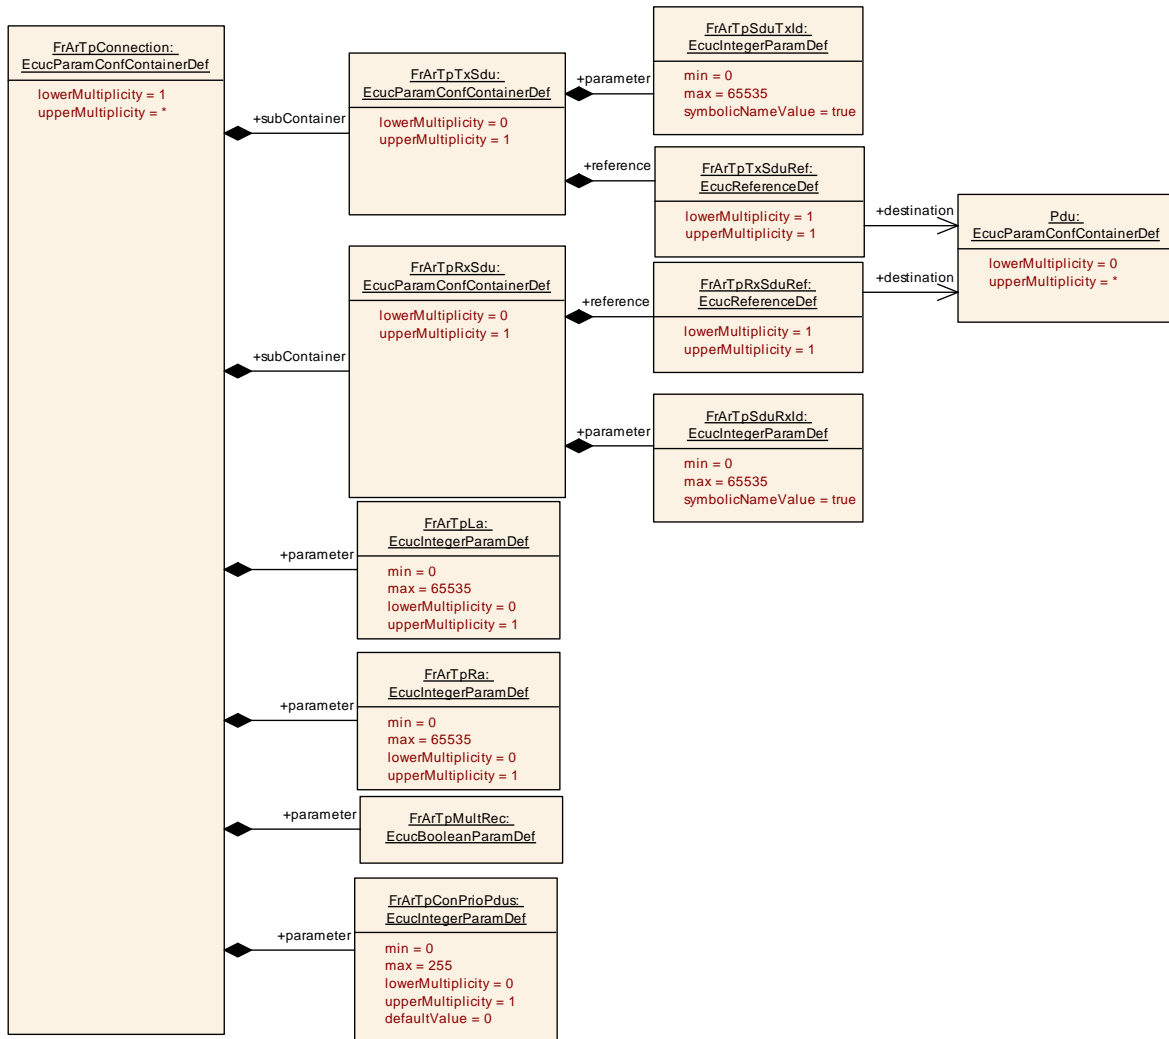 FrArTpConnection:
EcucParamConfContainerDef
lowerMultiplicity = 1
upperMultiplicity = *
+subContainer
FrArTpTxSdu:
EcucParamConfContainerDef
lowerMultiplicity = 0
upperMultiplicity = 1
+parameter
FrArTpSduTxId:
EcucIntegerParamDef
min = 0
max = 65535
symbolicNameValue = true
+reference
FrArTpTxSduRef:
EcucReferenceDef
lowerMultiplicity = 1
upperMultiplicity = 1
+destination
Pdu:
EcucParamConfContainerDef
lowerMultiplicity = 0
upperMultiplicity = *
+subContainer
FrArTpRxSdu:
EcucParamConfContainerDef
lowerMultiplicity = 0
upperMultiplicity = 1
+reference
FrArTpRxSduRef:
EcucReferenceDef
lowerMultiplicity = 1
upperMultiplicity = 1
+destination
+parameter
FrArTpSduRxId:
EcucIntegerParamDef
min = 0
max = 65535
symbolicNameValue = true
+parameter
FrArTpLa:
EcucIntegerParamDef
min = 0
max = 65535
lowerMultiplicity = 0
upperMultiplicity = 1
+parameter
FrArTpRa:
EcucIntegerParamDef
min = 0
max = 65535
lowerMultiplicity = 0
upperMultiplicity = 1
+parameter
FrArTpMultRec:
EcucBooleanParamDef
+parameter
FrArTpConPrioPdus:
EcucIntegerParamDef
min = 0
max = 255
lowerMultiplicity = 0
upperMultiplicity = 1
defaultValue = 0